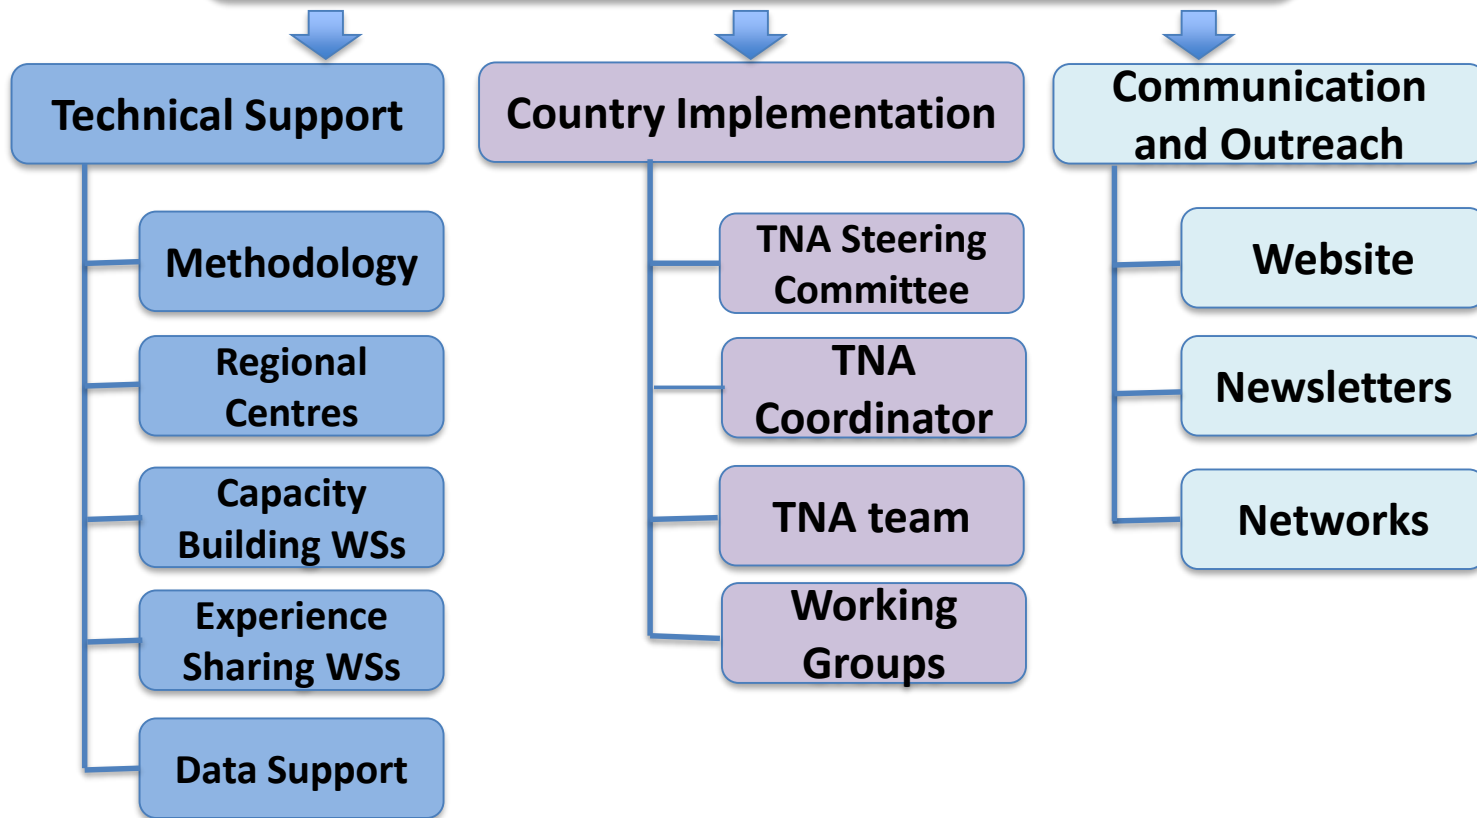 Technical Support
Methodology
Regional
Centres
Capacity
Building WSs
Experience
Sharing WSs
Data Support
Country Implementation
TNA Steering
Committee
TNA
Coordinator
TNA team
Working
Groups
Communication
and Outreach
Website
Newsletters
Networks